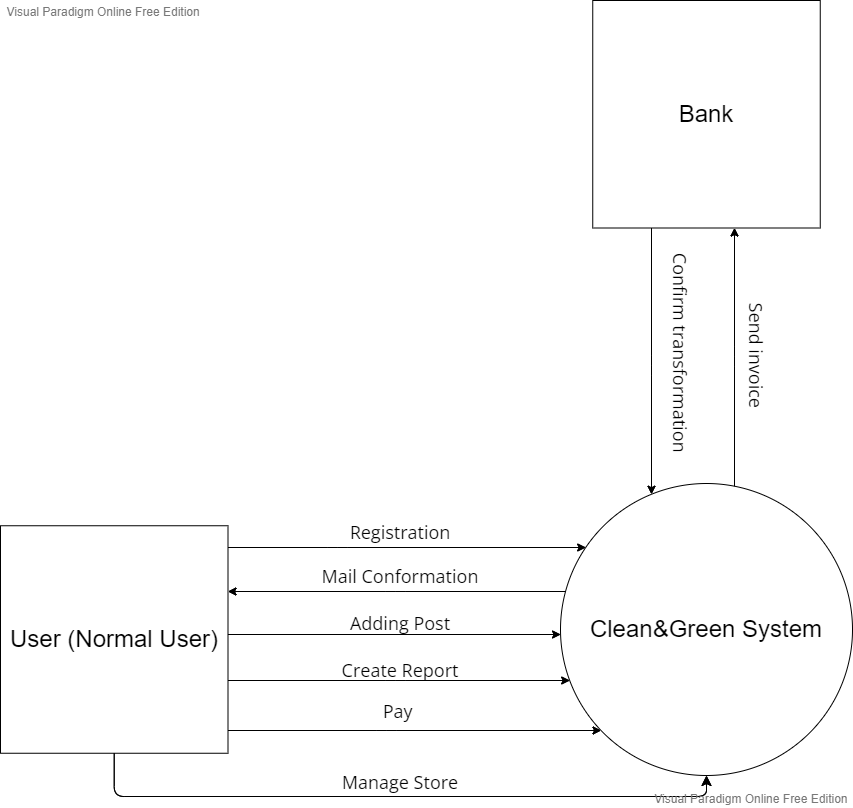 Visual Paradigm Online Free Edition
Bank
Confirm transformation
Send invoice
Registration
Mail Conformation
Adding Post
User (Normal User)
Clean&Green System
Create Report
Pay
Manage Store
Visual Paradigm Online Free Edition